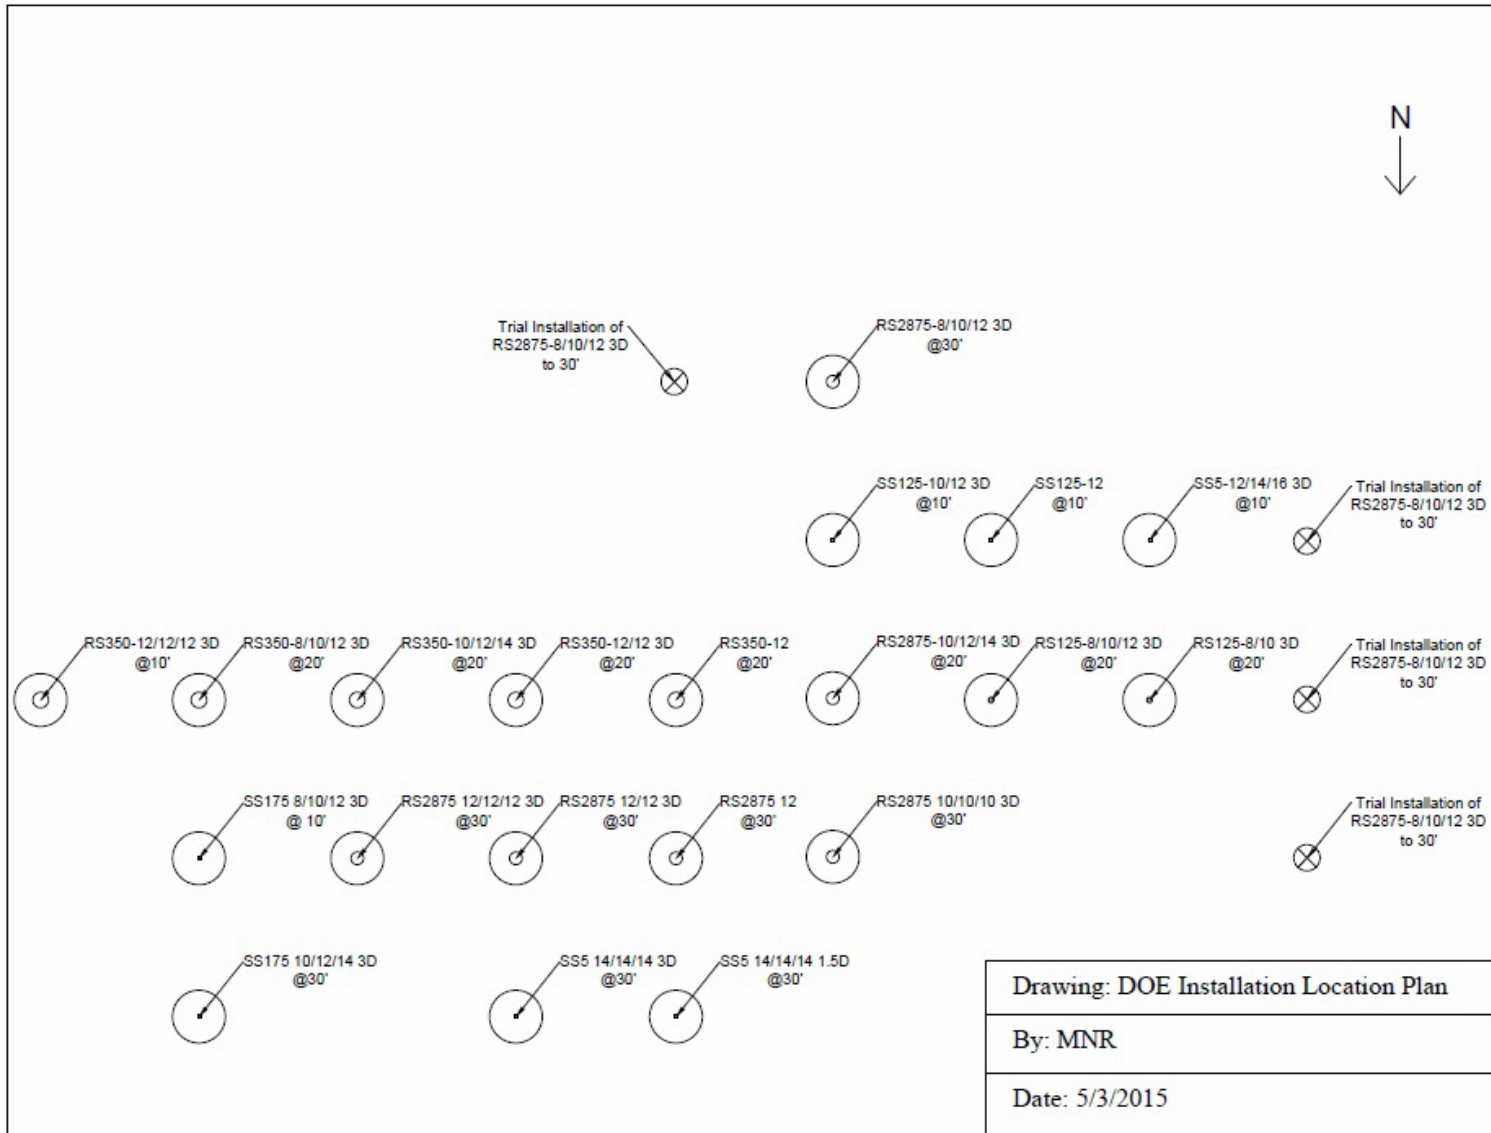 N
Trial Installation of
RS2875-8/10/12 3D
to 30'
RS2875-8/10/12 3D
@30'
SS125-10/12 3D
@10'
SS125-12
@10'
SS5-12/14/16 3D
@10'
Trial Installation of
RS2875-8/10/12 3D
to 30'
RS350-12/12/12 3D
@10'
RS350-8/10/12 3D
@20'
RS350-10/12/14 3D
@20'
RS350-12/12 3D
@20'
RS350-12
@20'
RS2875-10/12/14 3D
@20'
RS125-8/10/12 3D
@20'
RS125-8/10 3D
@20'
Trial Installation of
RS2875-8/10/12 3D
to 30'
SS175 8/10/12 3D
@ 10'
RS2875 12/12/12 3D
@30'
RS2875 12/12 3D
@30'
RS2875 12
@30'
RS2875 10/10/10 3D
@30'
Trial Installation of
RS2875-8/10/12 3D
to 30'
SS175 10/12/14 3D
@30'
SS5 14/14/14 3D
@30'
SS5 14/14/14 1.5D
@30'
Drawing: DOE Installation Location Plan
By: MNR
Date: 5/3/2015